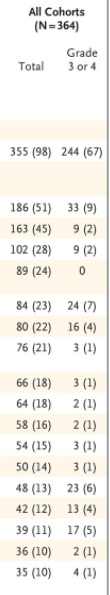 All Cohorts
(N=364)
Total Grade
3 or 4
355 (98) 244 (67)
186 (51) 33 (9)
163 (45) 9 (2)
102 (28) 9 (2)
89 (24) 0
84 (23) 24 (7)
80 (22) 16 (4)
76 (21) 3 (1)
66 (18) 3 (1)
64 (18) 2 (1)
58 (16) 2 (1)
54 (15) 3 (1)
50 (14) 3 (1)
48 (13) 23 (6)
42 (12) 13 (4)
39 (11) 17 (5)
36 (10) 2 (1)
35 (10) 4 (1)